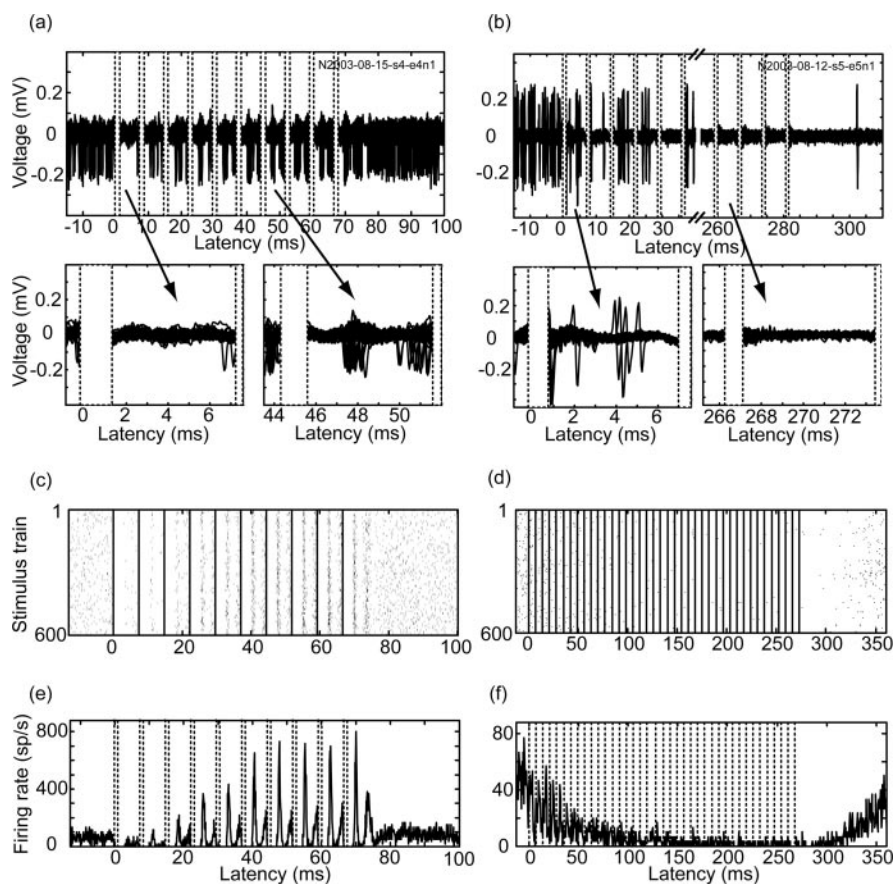 (a)
(b)
N2003-08-15-s4-e4n1
N2003-08-12-s5-e5n1
Voltage (mV)
0.2
0
-0.2
-10 0 10 20 30 40 50 60 70 80 90 100
Latency (ms)
Voltage (mV)
0.2
0
-0.2
-10 0 10 20 30 260 280 300
Latency (ms)
Voltage (mV)
0.2
0
-0.2
0 2 4 6
Latency (ms)
44 46 48 50
Latency (ms)
Voltage (mV)
0.2
0
-0.2
2 4 6
Latency (ms)
266 268 270 272
Latency (ms)
(c)
(d)
Stimulus train
1
600
0 20 40 60 80 100
1
600
0 50 100 150 200 250 300 350
(e)
(f)
Firing rate (sp/s)
800
400
0
0 20 40 60 80 100
Latency (ms)
80
40
0
0 50 100 150 200 250 300 350
Latency (ms)